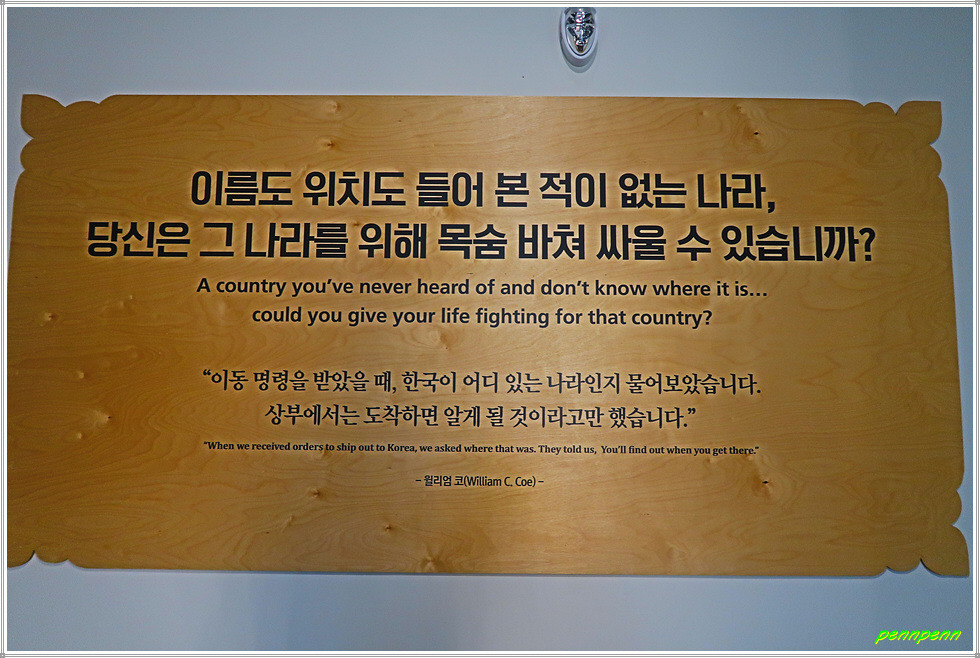 이름도 위치도 들어 본 적이 없는 나라,
당신은 그 나라를 위해 목숨 바쳐 싸울 수 있습니까?
A country you’ve never heard of and don’t know where it is...
could you give your life fighting for that country?
“이동 명령을 받았을 때, 한국이 어디 있는 나라인지 물어보았습니다.
상부에서는 도착하면 알게 될 것이라고만 했습니다.”
“When we received orders to ship out to Korea, we asked where that was. They told us, You’ll find out when you get there.”
– 윌리엄 코(William C. Coe) –
pennpenn